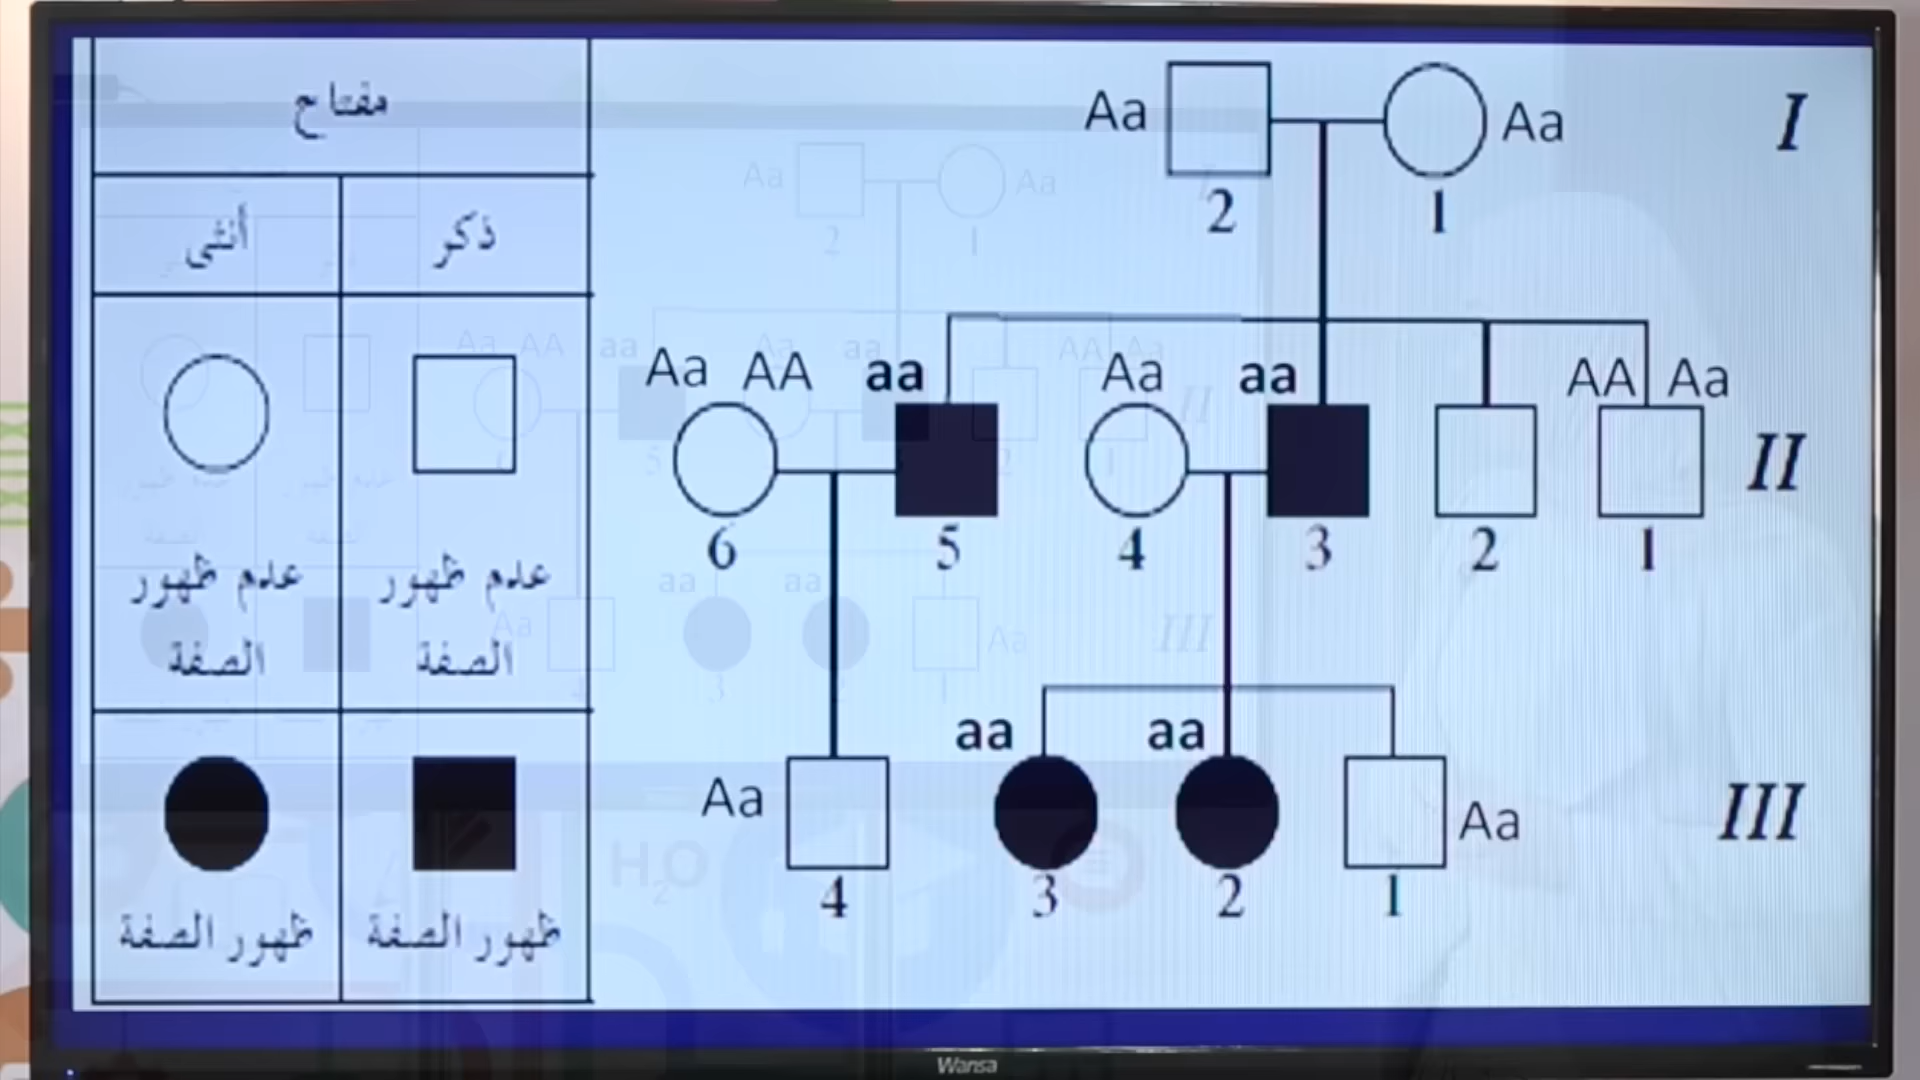 مفتاح
ذكر
أنثى
عدم ظهور
الصفة
عدم ظهور
الصفة
ظهور الصفة
ظهور الصفة
Aa Aa I
2 1
Aa AA aa Aa aa AA Aa
II
6 5 4 3 2 1
aa aa
Aa Aa III
4 3 2 1
H2O
Wansa